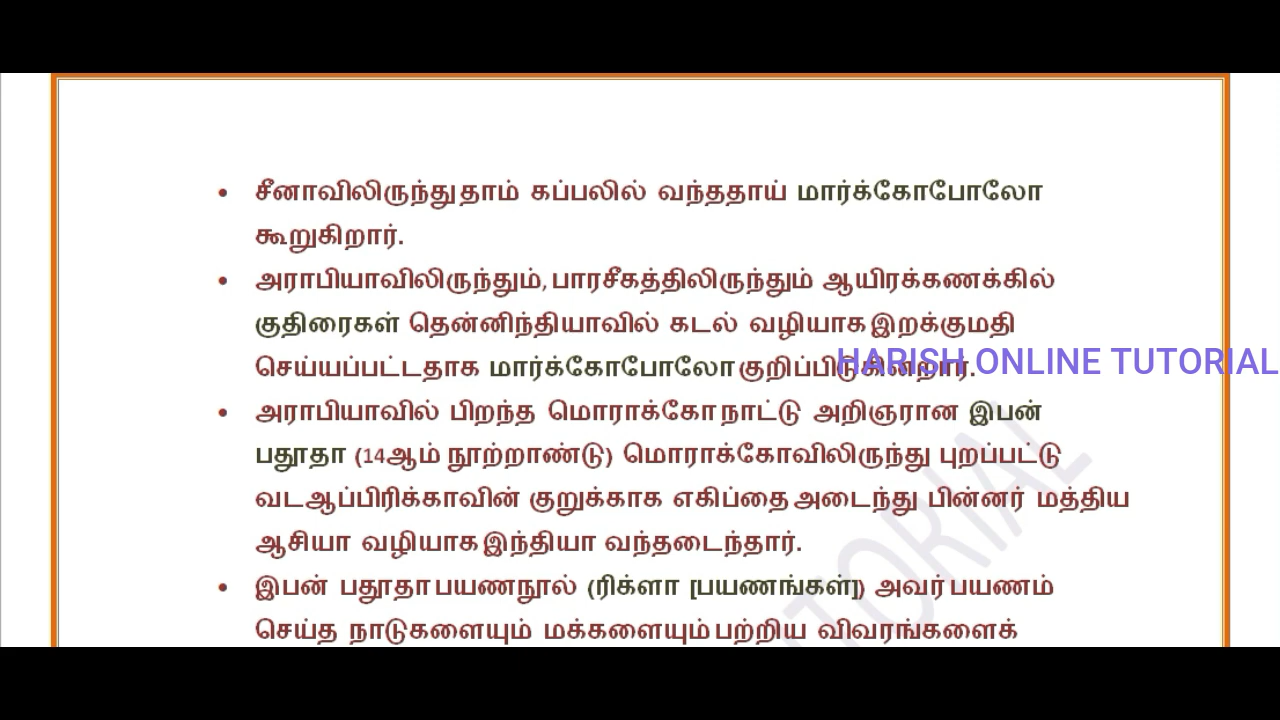 • சீனாவிலிருந்து தாம் கப்பலில் வந்ததாய் மார்க்கோபோலோ
கூறுகிறார்.
• அராபியாவிலிருந்தும், பாரசீகத்திலிருந்தும் ஆயிரக்கணக்கில்
குதிரைகள் தென்னிந்தியாவில் கடல் வழியாக இறக்குமதி
செய்யப்பட்டதாக மார்க்கோபோலோ குறிப்பிடுகின்றார்.
HARISH ONLINE TUTORIAL
• அராபியாவில் பிறந்த மொராக்கோ நாட்டு அறிஞரான இபன்
பதூதா (14ஆம் நூற்றாண்டு) மொராக்கோவிலிருந்து புறப்பட்டு
வடஆப்பிரிக்காவின் குறுக்காக எகிப்தை அடைந்து பின்னர் மத்திய
ஆசியா வழியாக இந்தியா வந்தடைந்தார்.
• இபன் பதூதா பயணநூல் (ரிக்ளா [பயணங்கள்]) அவர் பயணம்
செய்த நாடுகளையும் மக்களையும் பற்றிய விவரங்களைக்
TORIAL